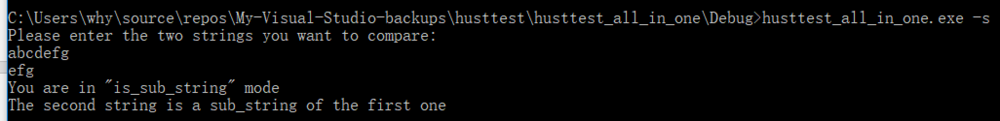 C:\Users\why\source\repos\My-Visual-Studio-backups\husttest\husttest_all_in_one\Debug>husttest_all_in_one.exe -s
Please enter the two strings you want to compare:
abcdefg
efg
You are in "is_sub_string" mode
The second string is a sub_string of the first one